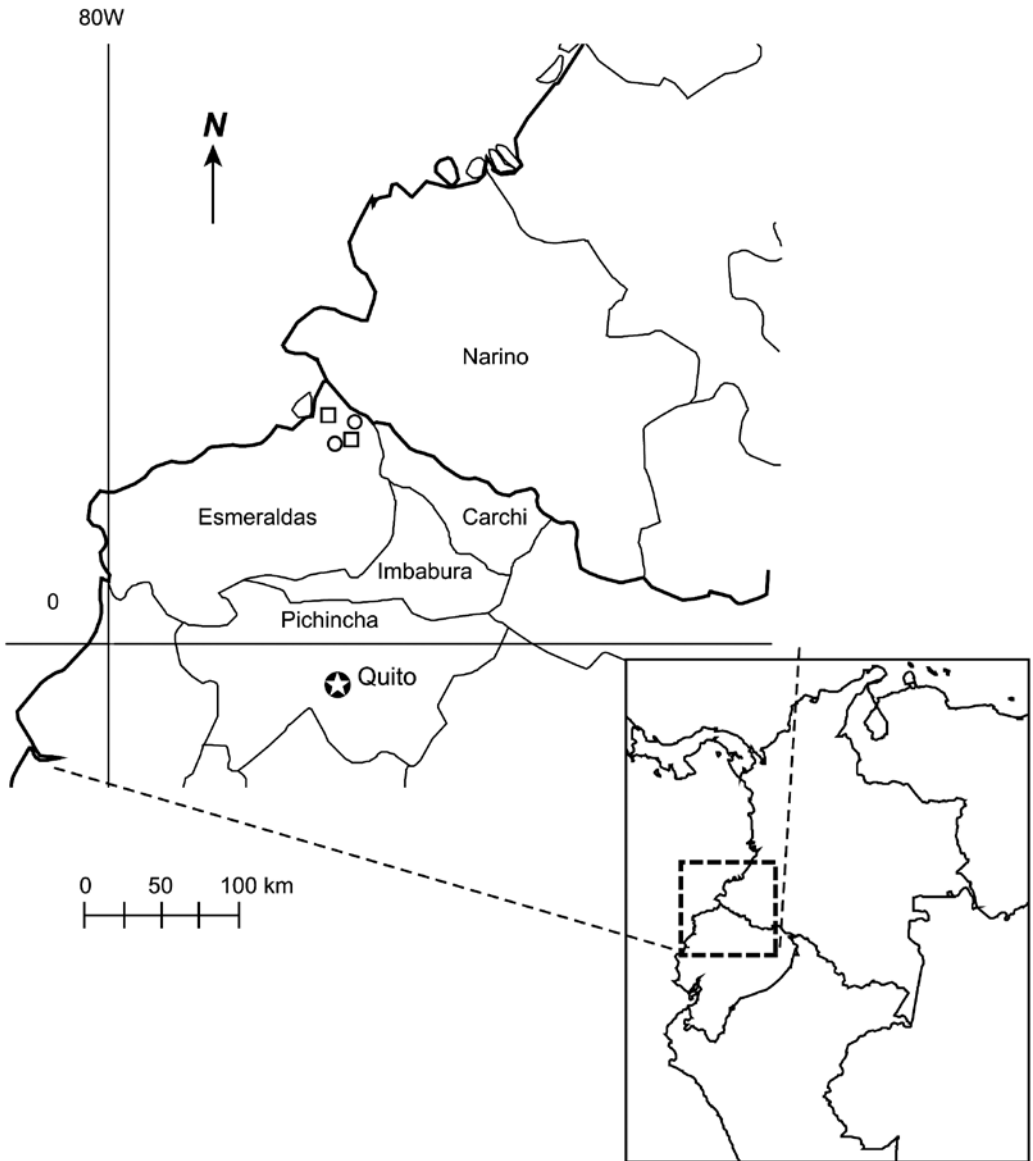 80W
N
Narino
Esmeraldas
Carchi
Imbabura
0
Pichincha
Quito
0 50 100 km